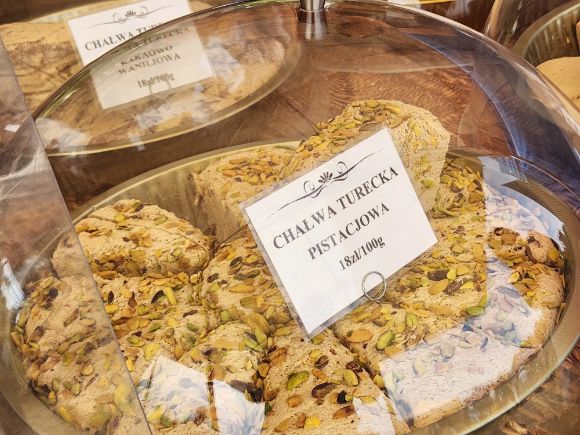 CHAŁWA TURECKA
KAKAOWO
WANILIOWA
18zł/100g
CHAŁWA TURECKA
PISTACJOWA
18zł/100g